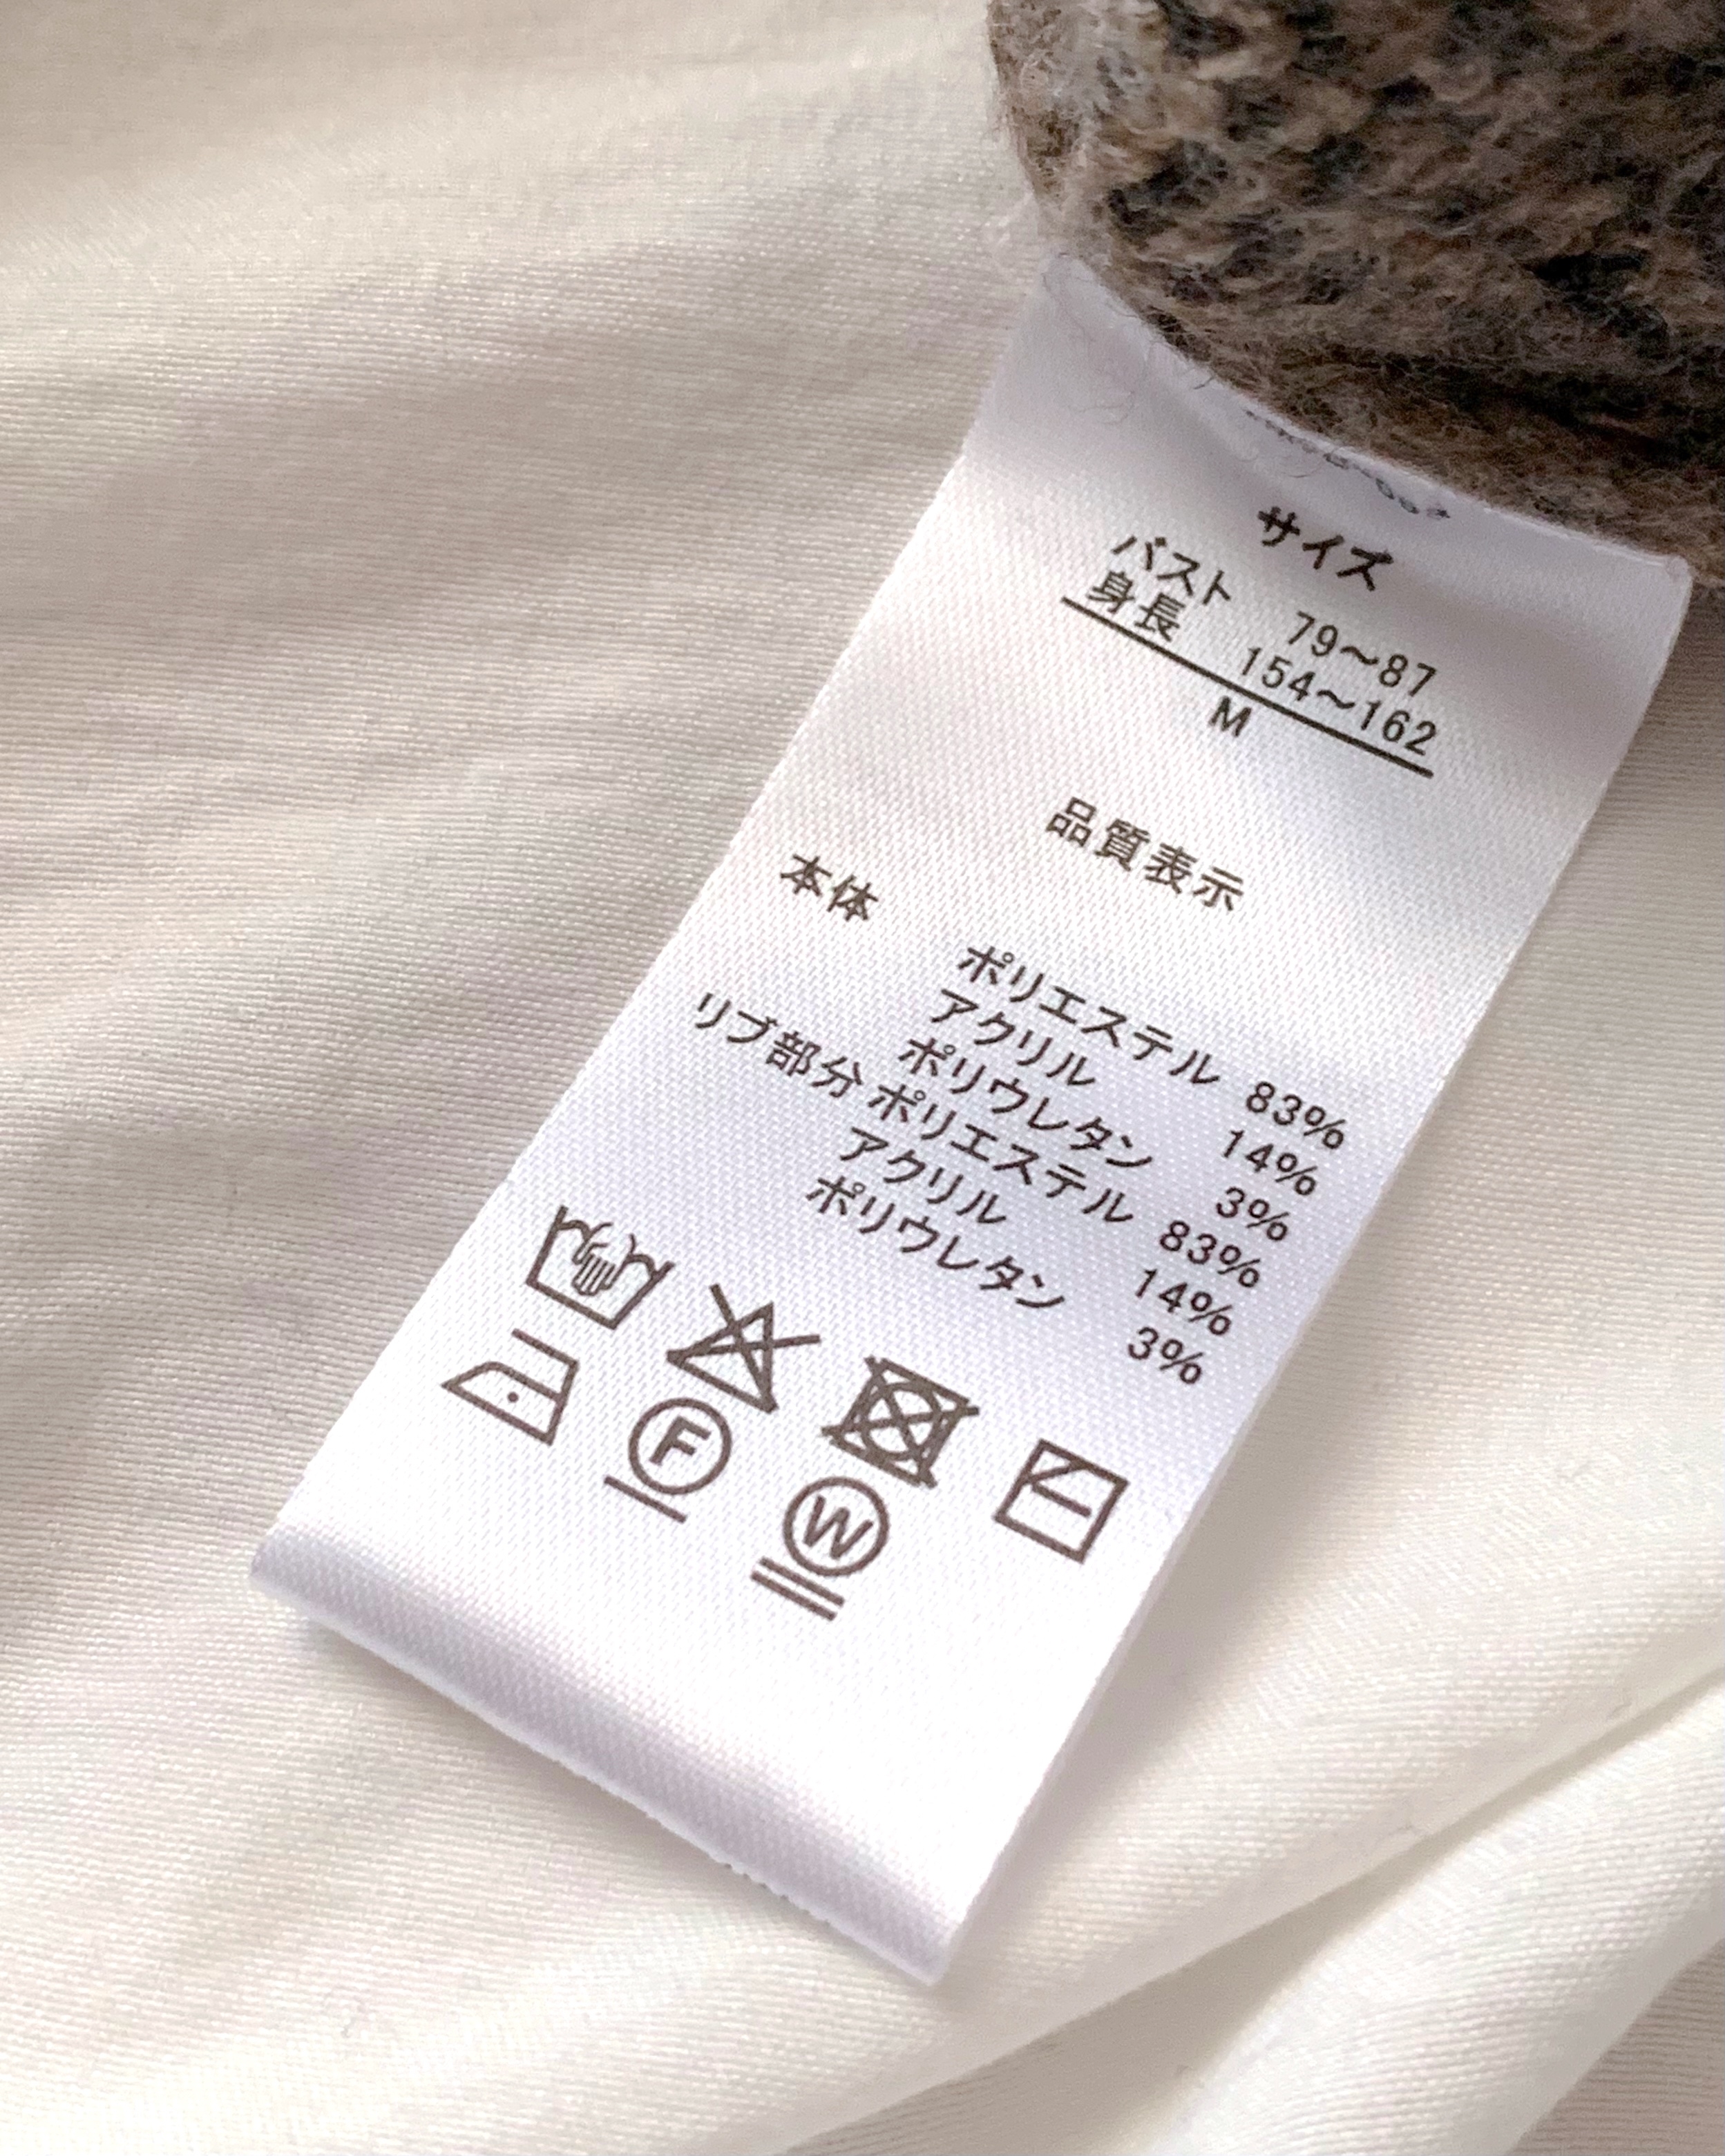 サイズ
バスト 79～87
身長 154～162
M
品質表示
本体
ポリエステル 83%
アクリル 14%
ポリウレタン 3%
リブ部分 ポリエステル 83%
アクリル 14%
ポリウレタン 3%
F
W